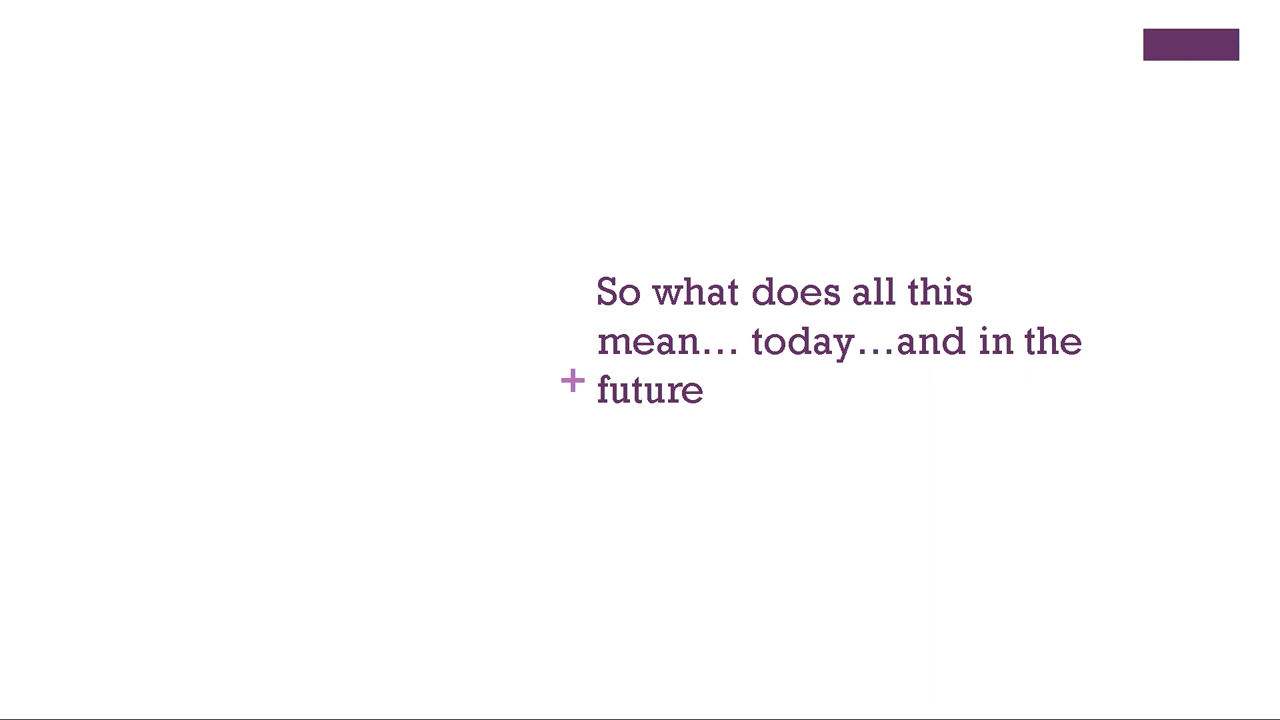 So what does all this
mean… today…and in the
+ future